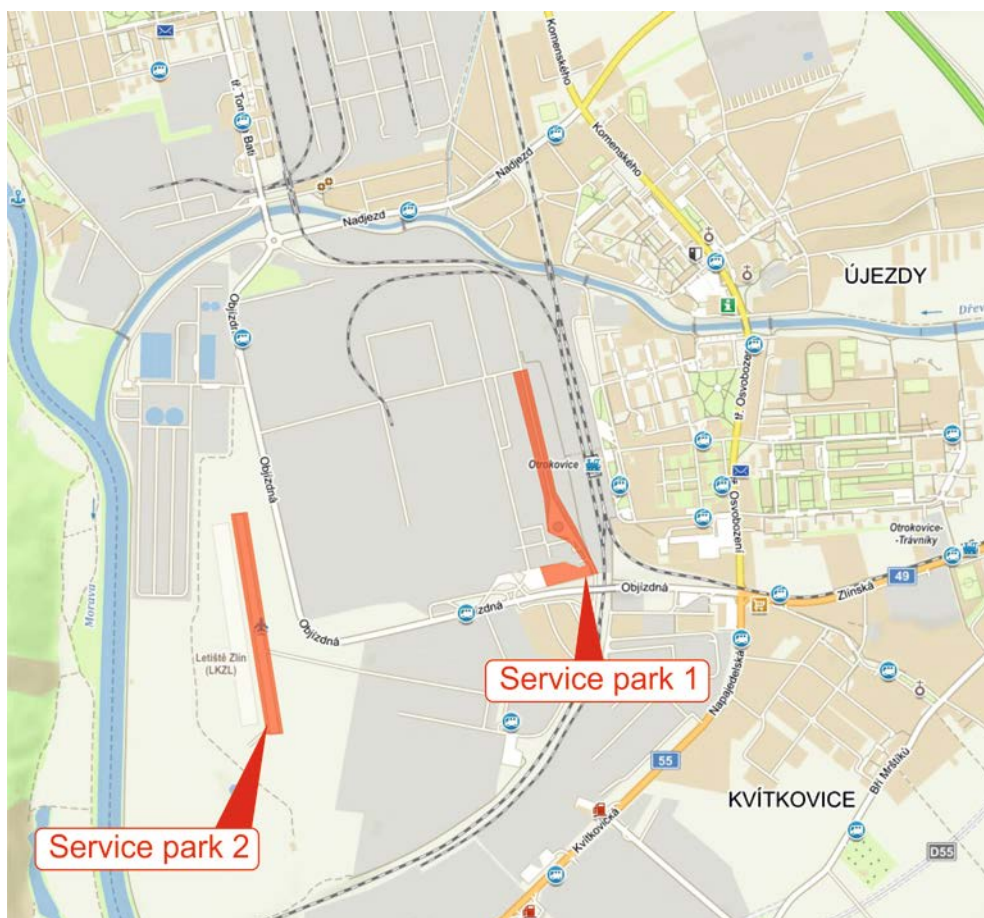 Komenského
tř. Tomáše Bati
Komenského
Nadjezd
Nadjezd
ÚJEZDY
Objízdná
Dřev
tř. Osvobození
Objízdná
Otrokovice
Osvobození
Otrokovice-
-Trávníky
49
Zlínská
Objízdná
Objízdná
Morava
Letiště Zlín
(LKZL)
Service park 1
Napajedelská
55
Bří Mrštíků
KVÍTKOVICE
Kvítkovická
Service park 2
D55